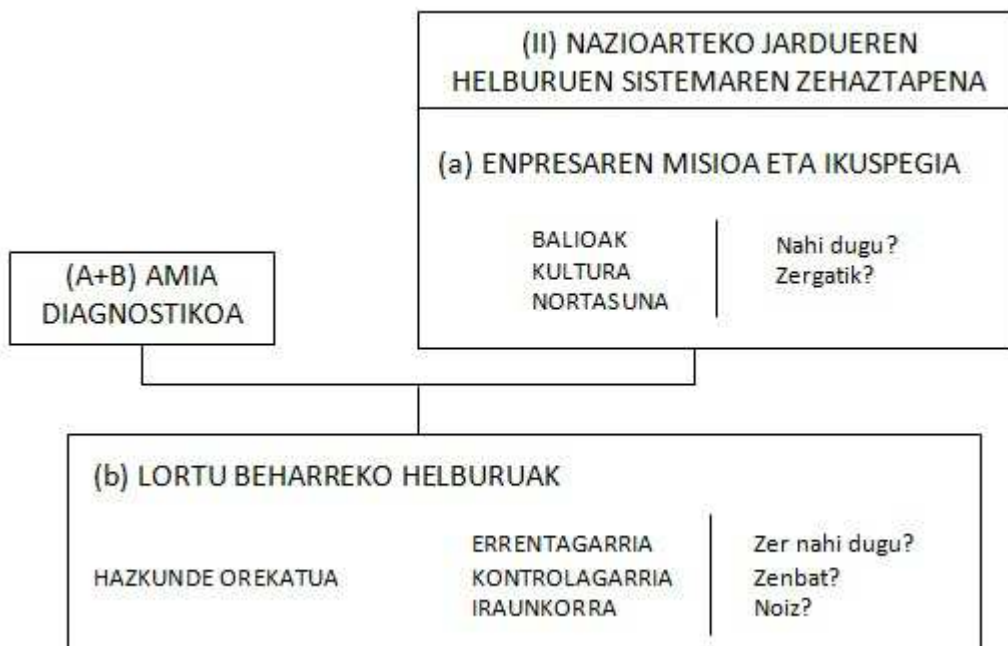 (II) NAZIOARTEKO JARDUEREN
HELBURUEN SISTEMAREN ZEHAZTAPENA
(a) ENPRESAREN MISIOA ETA IKUSPEGIA
BALIOAK
KULTURA
NORTASUNA
Nahi dugu?
Zergatik?
(A+B) AMIA
DIAGNOSTIKOA
(b) LORTU BEHARREKO HELBURUAK
HAZKUNDE OREKATUA
ERRENTAGARRIA
KONTROLAGARRIA
IRAUNKORRA
Zer nahi dugu?
Zenbat?
Noiz?